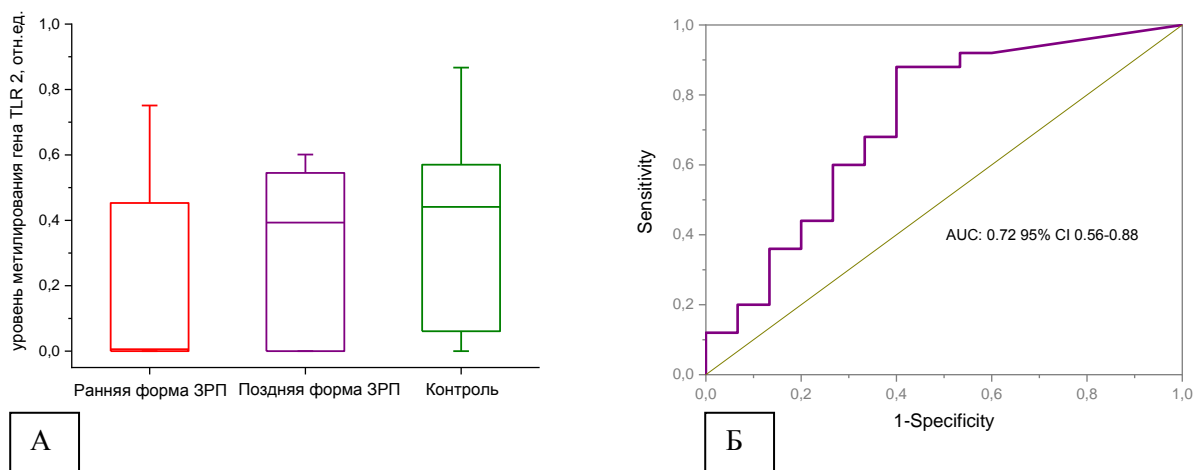 уровень метилирования гена TLR 2, отн.ед.
1,0
0,8
0,6
0,4
0,2
0,0
Ранняя форма ЗРП
Поздняя форма ЗРП
Контроль
А
Sensitivity
1,0
0,8
0,6
0,4
0,2
0,0
AUC: 0.72 95% CI 0.56-0.88
0,0
0,2
0,4
0,6
0,8
1,0
1-Specificity
Б